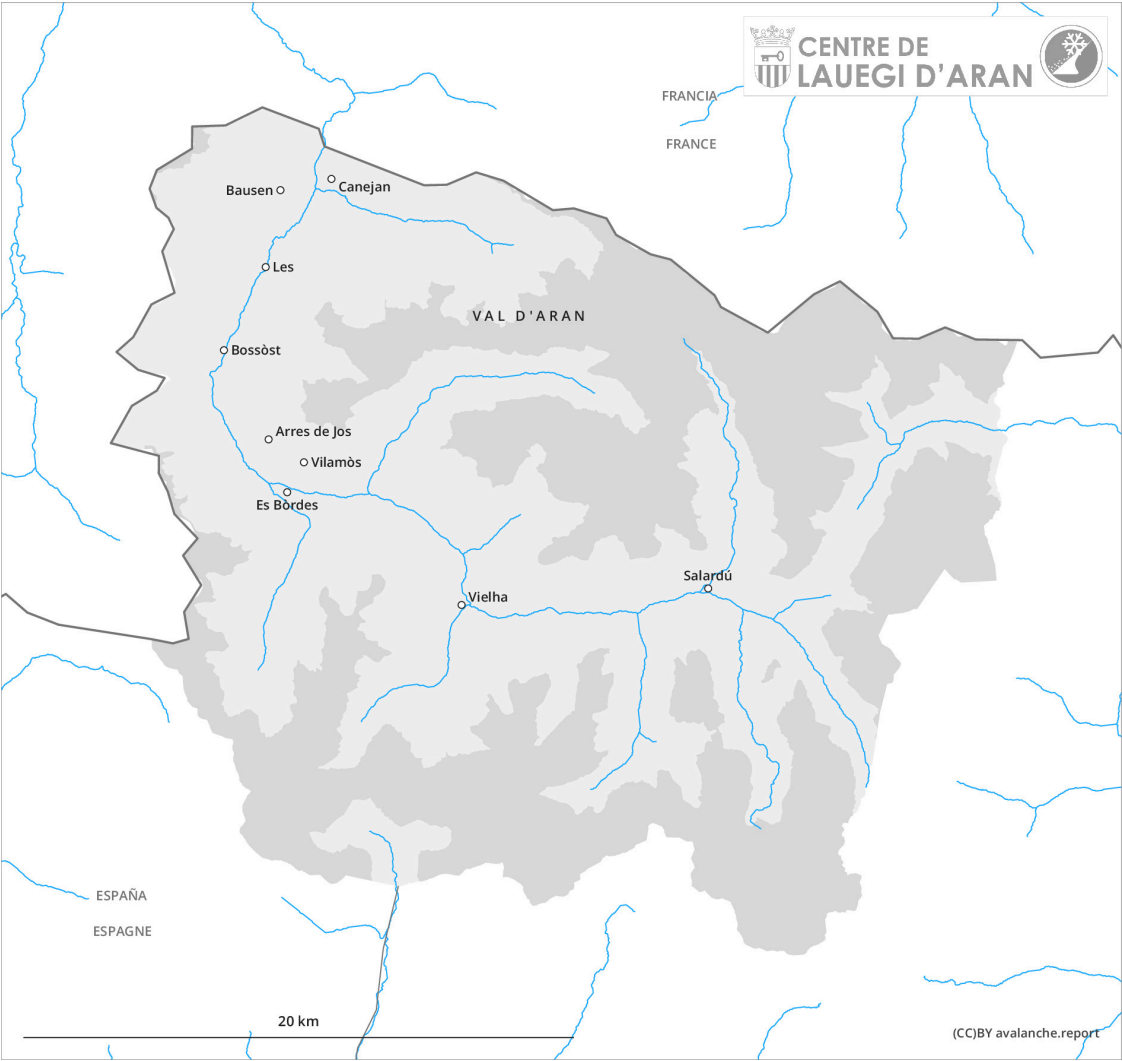 CENTRE DE
LAUEGI D'ARAN
FRANCIA
FRANCE
Bausen
Canejan
Les
VAL D'ARAN
Bossòst
Arres de Jos
Vilamòs
Es Bòrdes
Salardú
Vielha
ESPAÑA
ESPAGNE
20 km
(CC)BY avalanche.report